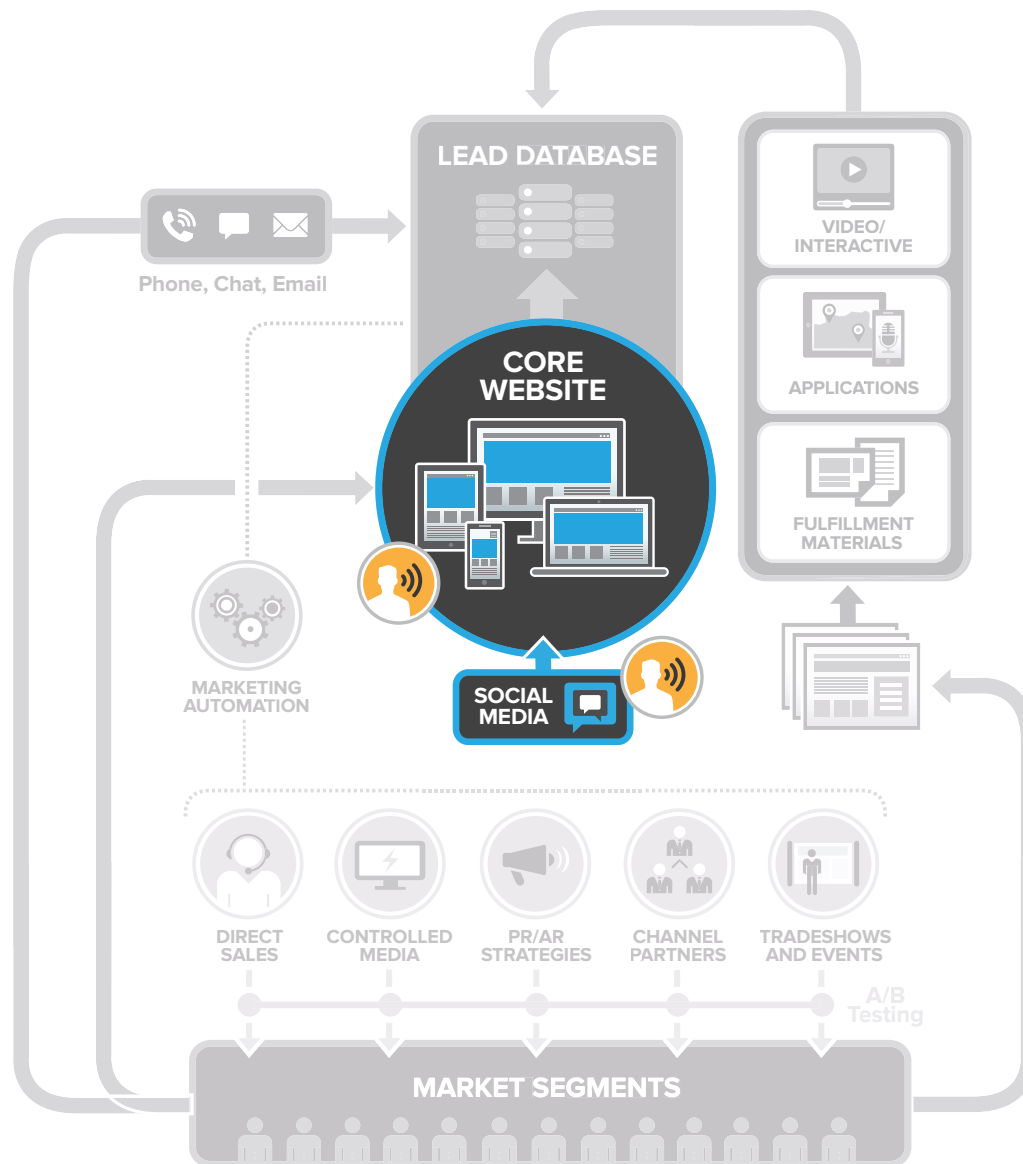 LEAD DATABASE
Phone, Chat, Email
VIDEO/
INTERACTIVE
APPLICATIONS
FULFILLMENT
MATERIALS
CORE
WEBSITE
SOCIAL
MEDIA
MARKETING
AUTOMATION
DIRECT
SALES
CONTROLLED
MEDIA
PR/AR
STRATEGIES
CHANNEL
PARTNERS
TRADESHOWS
AND EVENTS
A/B
Testing
MARKET SEGMENTS